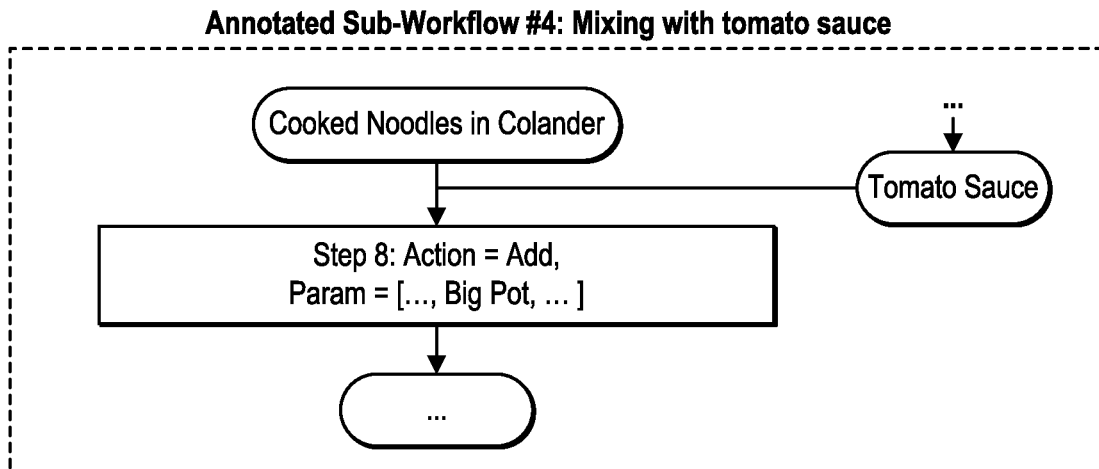 Annotated Sub-Workflow #4: Mixing with tomato sauce
Cooked Noodles in Colander
...
Tomato Sauce
Step 8: Action = Add,
Param = [..., Big Pot, ... ]
...